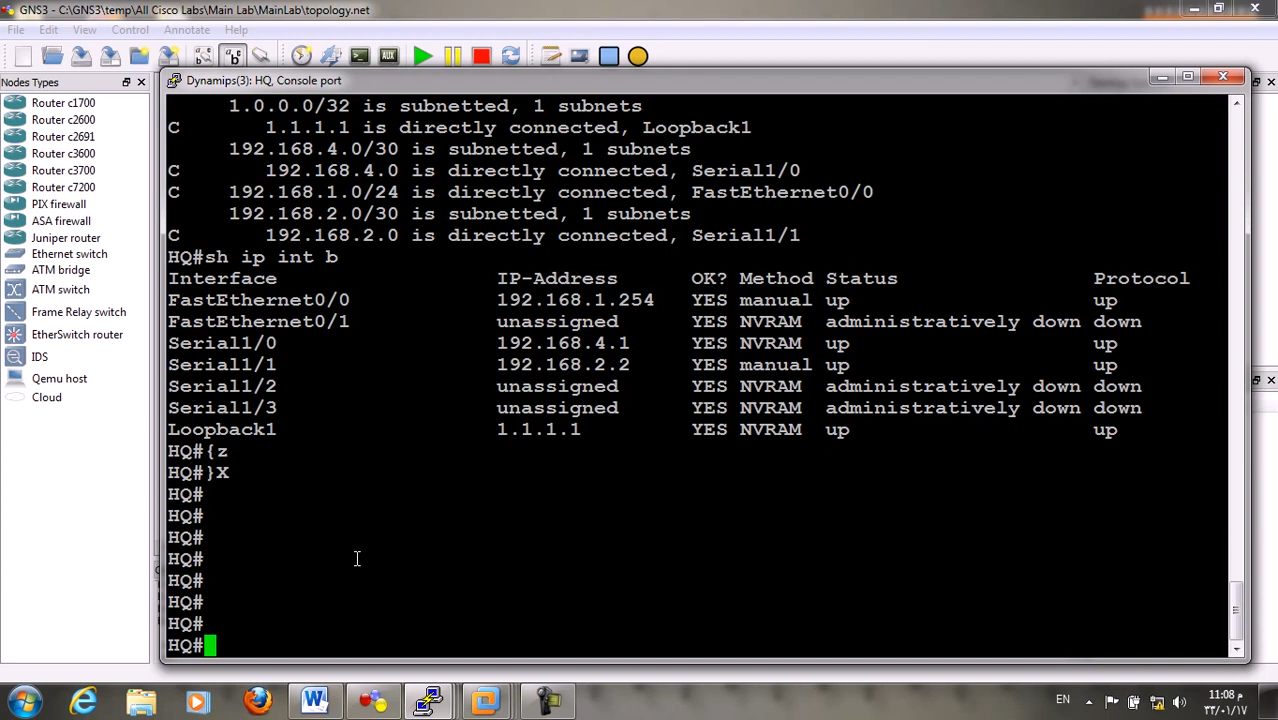 GNS3 - C:\GNS3\temp\All Cisco Labs\Main Lab\MainLab\topology.net
File Edit View Control Annotate Help
Nodes Types
Router c1700
Router c2600
Router c2691
Router c3600
Router c3700
Router c7200
PIX firewall
ASA firewall
Juniper router
Ethernet switch
ATM bridge
ATM switch
Frame Relay switch
EtherSwitch router
IDS
Qemu host
Cloud
Dynamips(3): HQ, Console port
1.0.0.0/32 is subnetted, 1 subnets
C 1.1.1.1 is directly connected, Loopback1
192.168.4.0/30 is subnetted, 1 subnets
C 192.168.4.0 is directly connected, Serial1/0
C 192.168.1.0/24 is directly connected, FastEthernet0/0
192.168.2.0/30 is subnetted, 1 subnets
C 192.168.2.0 is directly connected, Serial1/1
HQ#sh ip int b
Interface IP-Address OK? Method Status Protocol
FastEthernet0/0 192.168.1.254 YES manual up up
FastEthernet0/1 unassigned YES NVRAM administratively down down
Serial1/0 192.168.4.1 YES NVRAM up up
Serial1/1 192.168.2.2 YES manual up up
Serial1/2 unassigned YES NVRAM administratively down down
Serial1/3 unassigned YES NVRAM administratively down down
Loopback1 1.1.1.1 YES NVRAM up up
HQ#{z
HQ#}X
HQ#
HQ#
HQ#
HQ#
HQ#
HQ#
HQ#
HQ#
EN
11:08 م
٣٣/٠١/١٧